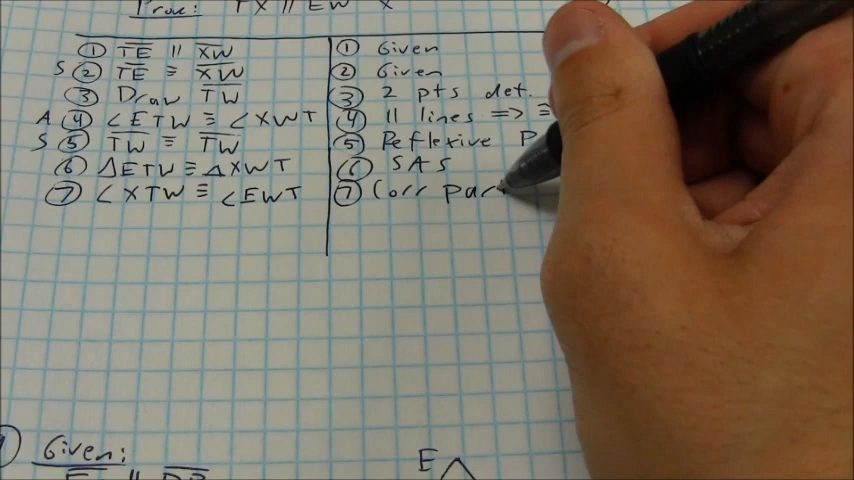 Prove: TX || EW X
① TE || XW ① Given
S ② TE ≅ XW ② Given
③ Draw TW ③ 2 pts det.
A ④ ∠ETW ≅ ∠XWT ④ || lines => ≅
S ⑤ TW ≅ TW ⑤ Reflexive P
⑥ △ETW ≅ △XWT ⑥ SAS
⑦ ∠XTW ≅ ∠EWT ⑦ Corr par
Given:
E